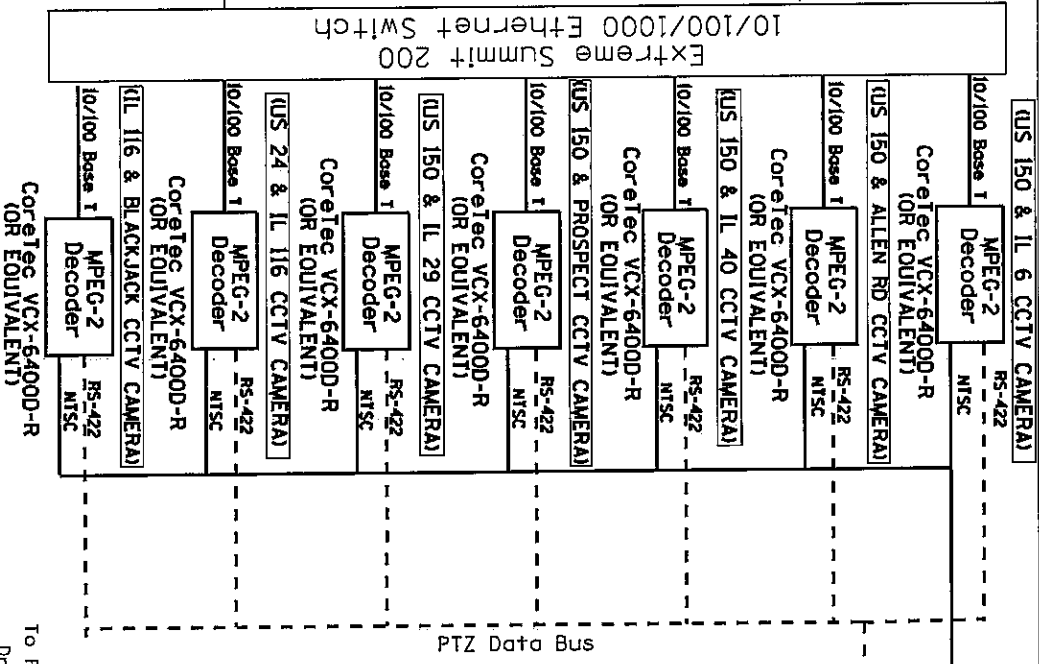 Extreme Summit 200
10/100/1000 Ethernet Switch
(US 150 & IL 6 CCTV CAMERA)
10/100 Base T
MPEG-2
Decoder
RS-422
NTSC
CoreTec VCX-6400D-R
(OR EQUIVALENT)
(US 150 & ALLEN RD CCTV CAMERA)
10/100 Base T
MPEG-2
Decoder
RS-422
NTSC
CoreTec VCX-6400D-R
(OR EQUIVALENT)
(US 150 & IL 40 CCTV CAMERA)
10/100 Base T
MPEG-2
Decoder
RS-422
NTSC
CoreTec VCX-6400D-R
(OR EQUIVALENT)
(US 150 & PROSPECT CCTV CAMERA)
10/100 Base T
MPEG-2
Decoder
RS-422
NTSC
CoreTec VCX-6400D-R
(OR EQUIVALENT)
(US 150 & IL 29 CCTV CAMERA)
10/100 Base T
MPEG-2
Decoder
RS-422
NTSC
CoreTec VCX-6400D-R
(OR EQUIVALENT)
(US 24 & IL 116 CCTV CAMERA)
10/100 Base T
MPEG-2
Decoder
RS-422
NTSC
CoreTec VCX-6400D-R
(OR EQUIVALENT)
(IL 116 & BLACKJACK CCTV CAMERA)
10/100 Base T
MPEG-2
Decoder
RS-422
NTSC
CoreTec VCX-6400D-R
(OR EQUIVALENT)
PTZ Data Bus
To